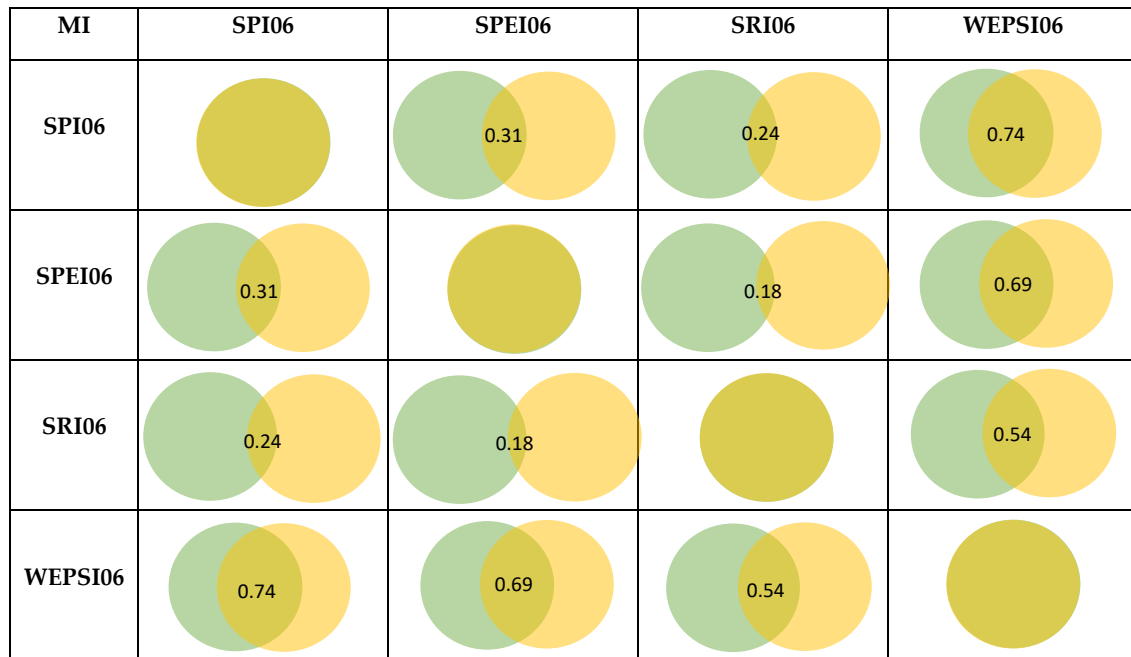 MI SPI06 SPEI06 SRI06 WEPSI06
SPI06 0.31 0.24 0.74
SPEI06 0.31 0.18 0.69
SRI06 0.24 0.18 0.54
WEPSI06 0.74 0.69 0.54